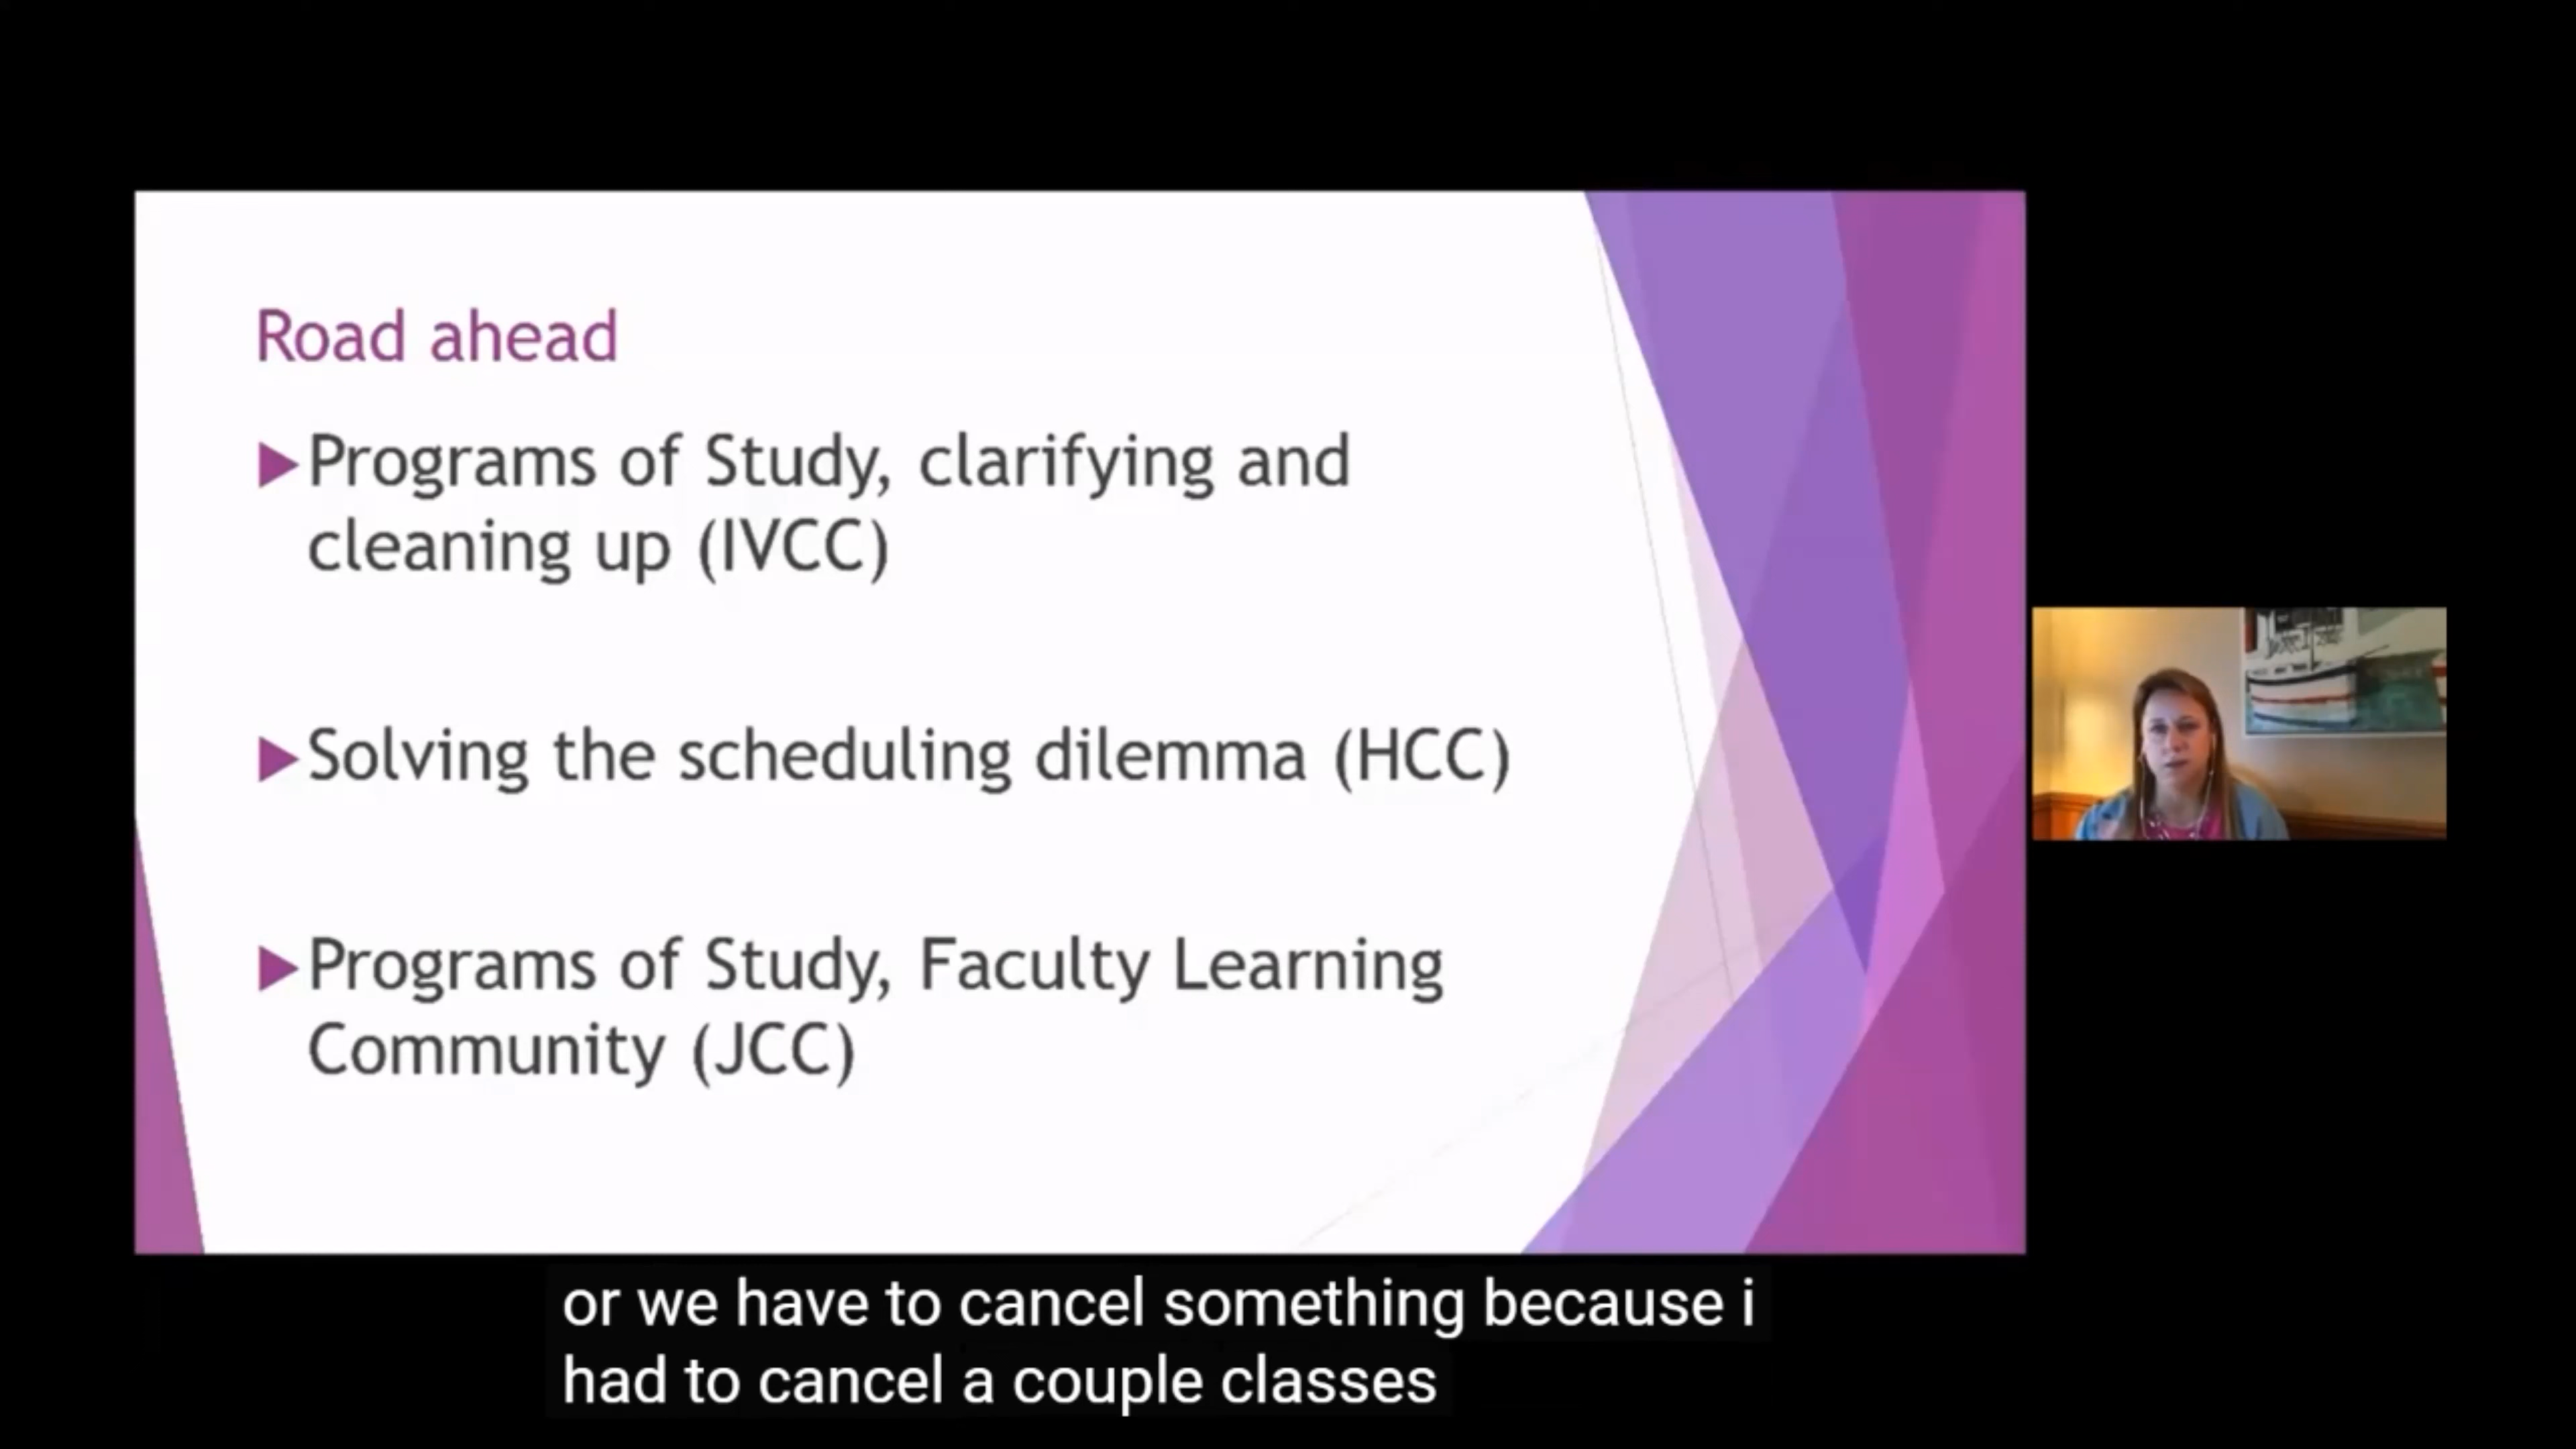 Road ahead
Programs of Study, clarifying and
cleaning up (IVCC)
Solving the scheduling dilemma (HCC)
Programs of Study, Faculty Learning
Community (JCC)
or we have to cancel something because i
had to cancel a couple classes